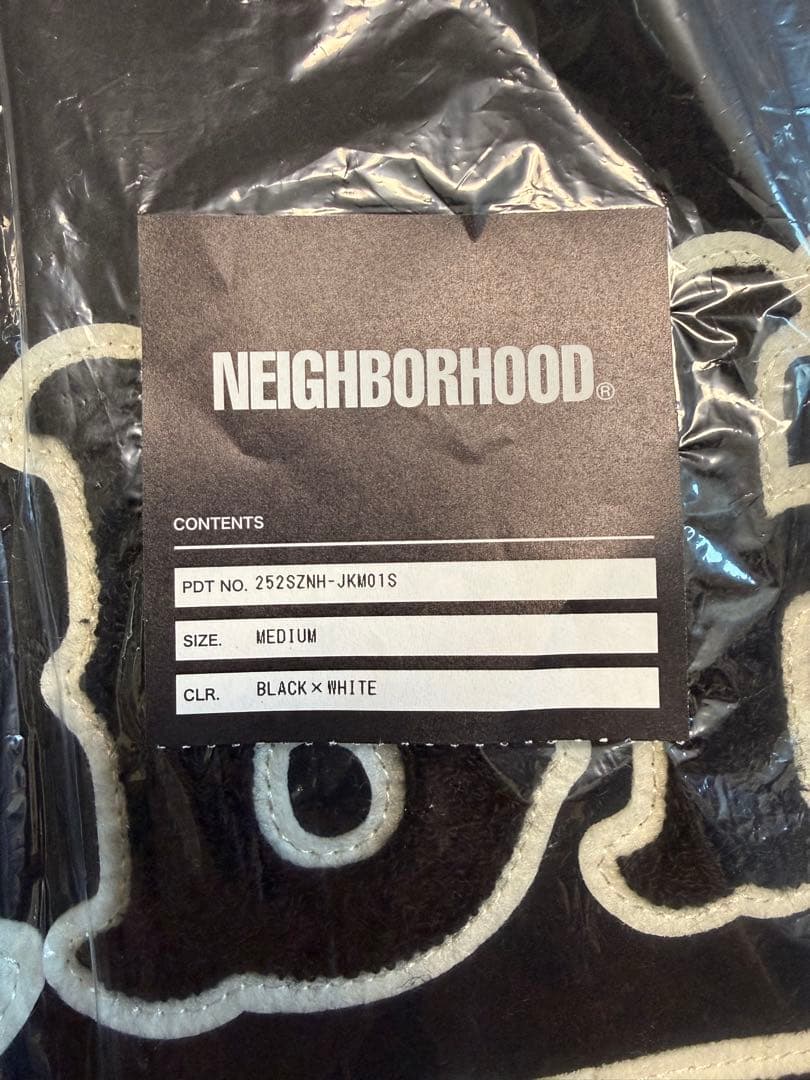 NEIGHBORHOOD®
CONTENTS
PDT NO. 252SZNH-JKM01S
SIZE. MEDIUM
CLR. BLACK×WHITE